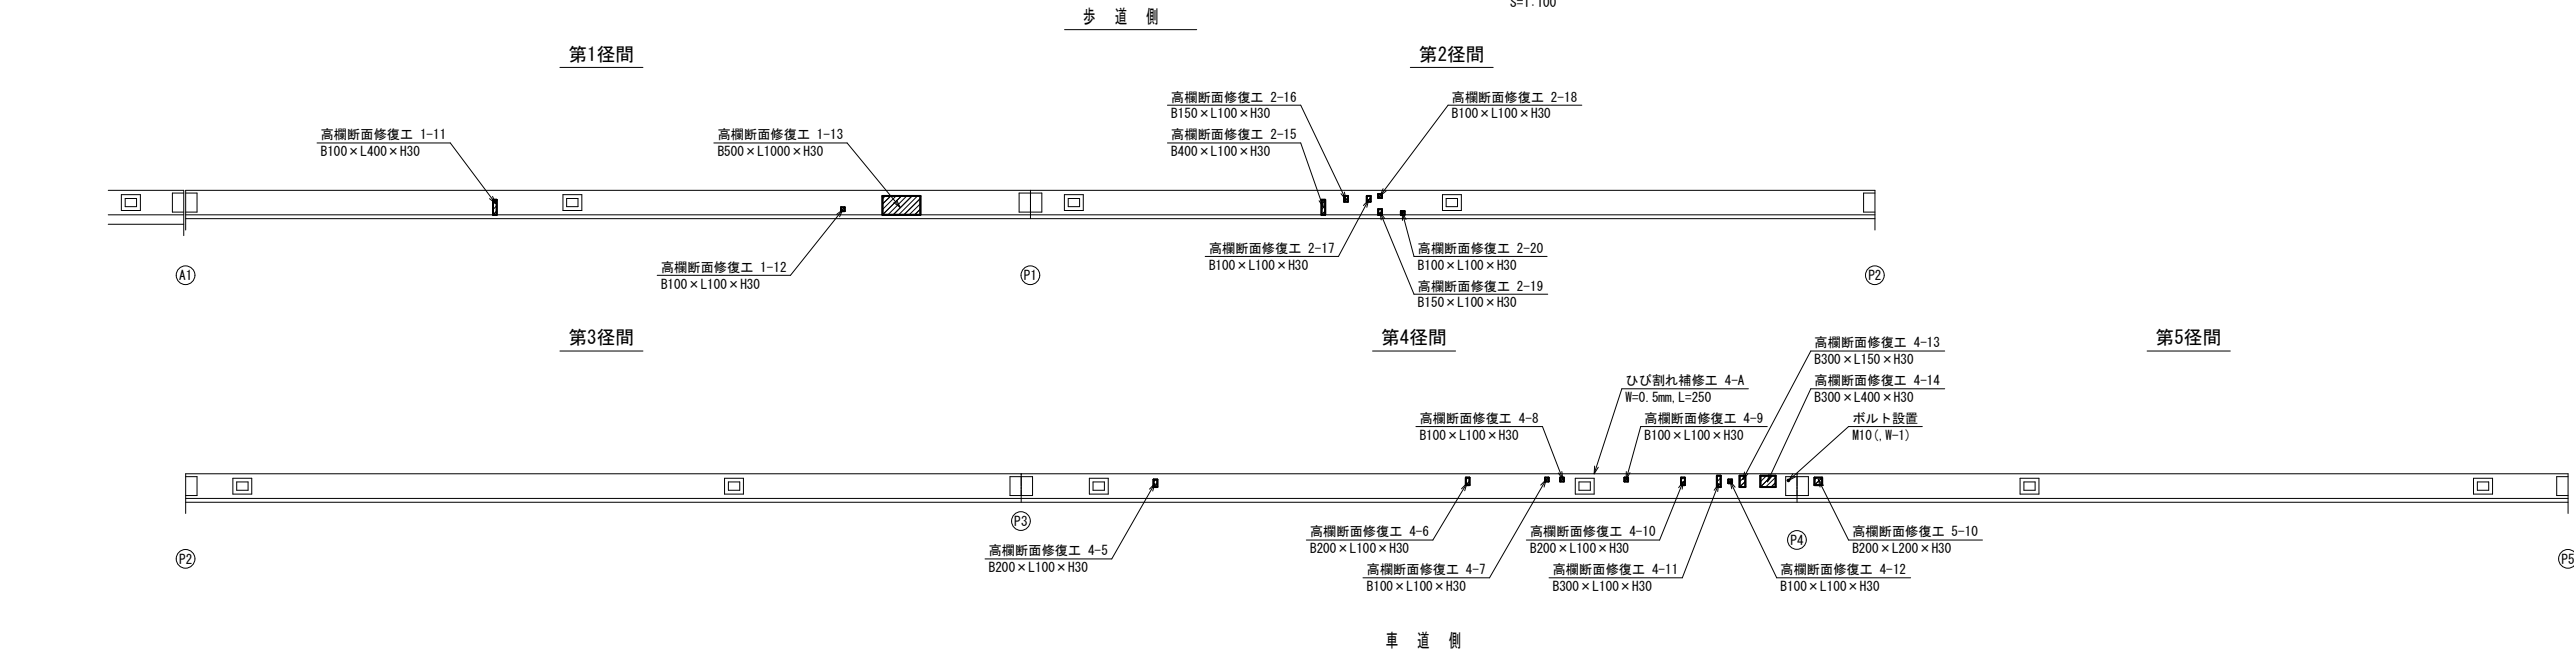 S=1:100
歩 道 側
第1径間
第2径間
高欄断面修復工 2-16
B150×L100×H30
高欄断面修復工 2-18
B100×L100×H30
高欄断面修復工 1-11
B100×L400×H30
高欄断面修復工 1-13
B500×L1000×H30
高欄断面修復工 2-15
B400×L100×H30
高欄断面修復工 2-17
B100×L100×H30
高欄断面修復工 2-20
B100×L100×H30
高欄断面修復工 1-12
B100×L100×H30
高欄断面修復工 2-19
B150×L100×H30
A1
P1
P2
第3径間
第4径間
第5径間
高欄断面修復工 4-13
B300×L150×H30
ひび割れ補修工 4-A
W=0.5mm,L=250
高欄断面修復工 4-14
B300×L400×H30
高欄断面修復工 4-8
B100×L100×H30
高欄断面修復工 4-9
B100×L100×H30
ボルト設置
M10(,W-1)
P3
高欄断面修復工 4-6
B200×L100×H30
高欄断面修復工 4-10
B200×L100×H30
P4
高欄断面修復工 5-10
B200×L200×H30
P2
高欄断面修復工 4-5
B200×L100×H30
P5
高欄断面修復工 4-7
B100×L100×H30
高欄断面修復工 4-11
B300×L100×H30
高欄断面修復工 4-12
B100×L100×H30
車 道 側